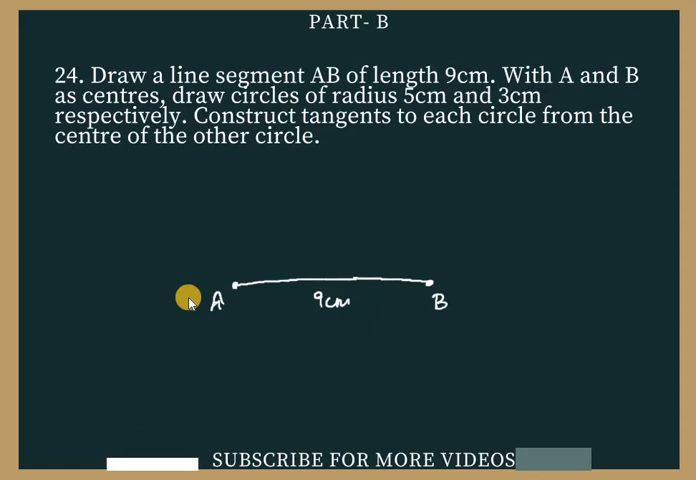 PART- B
24. Draw a line segment AB of length 9cm. With A and B
as centres, draw circles of radius 5cm and 3cm
respectively. Construct tangents to each circle from the
centre of the other circle.
A 9cm B
SUBSCRIBE FOR MORE VIDEOS